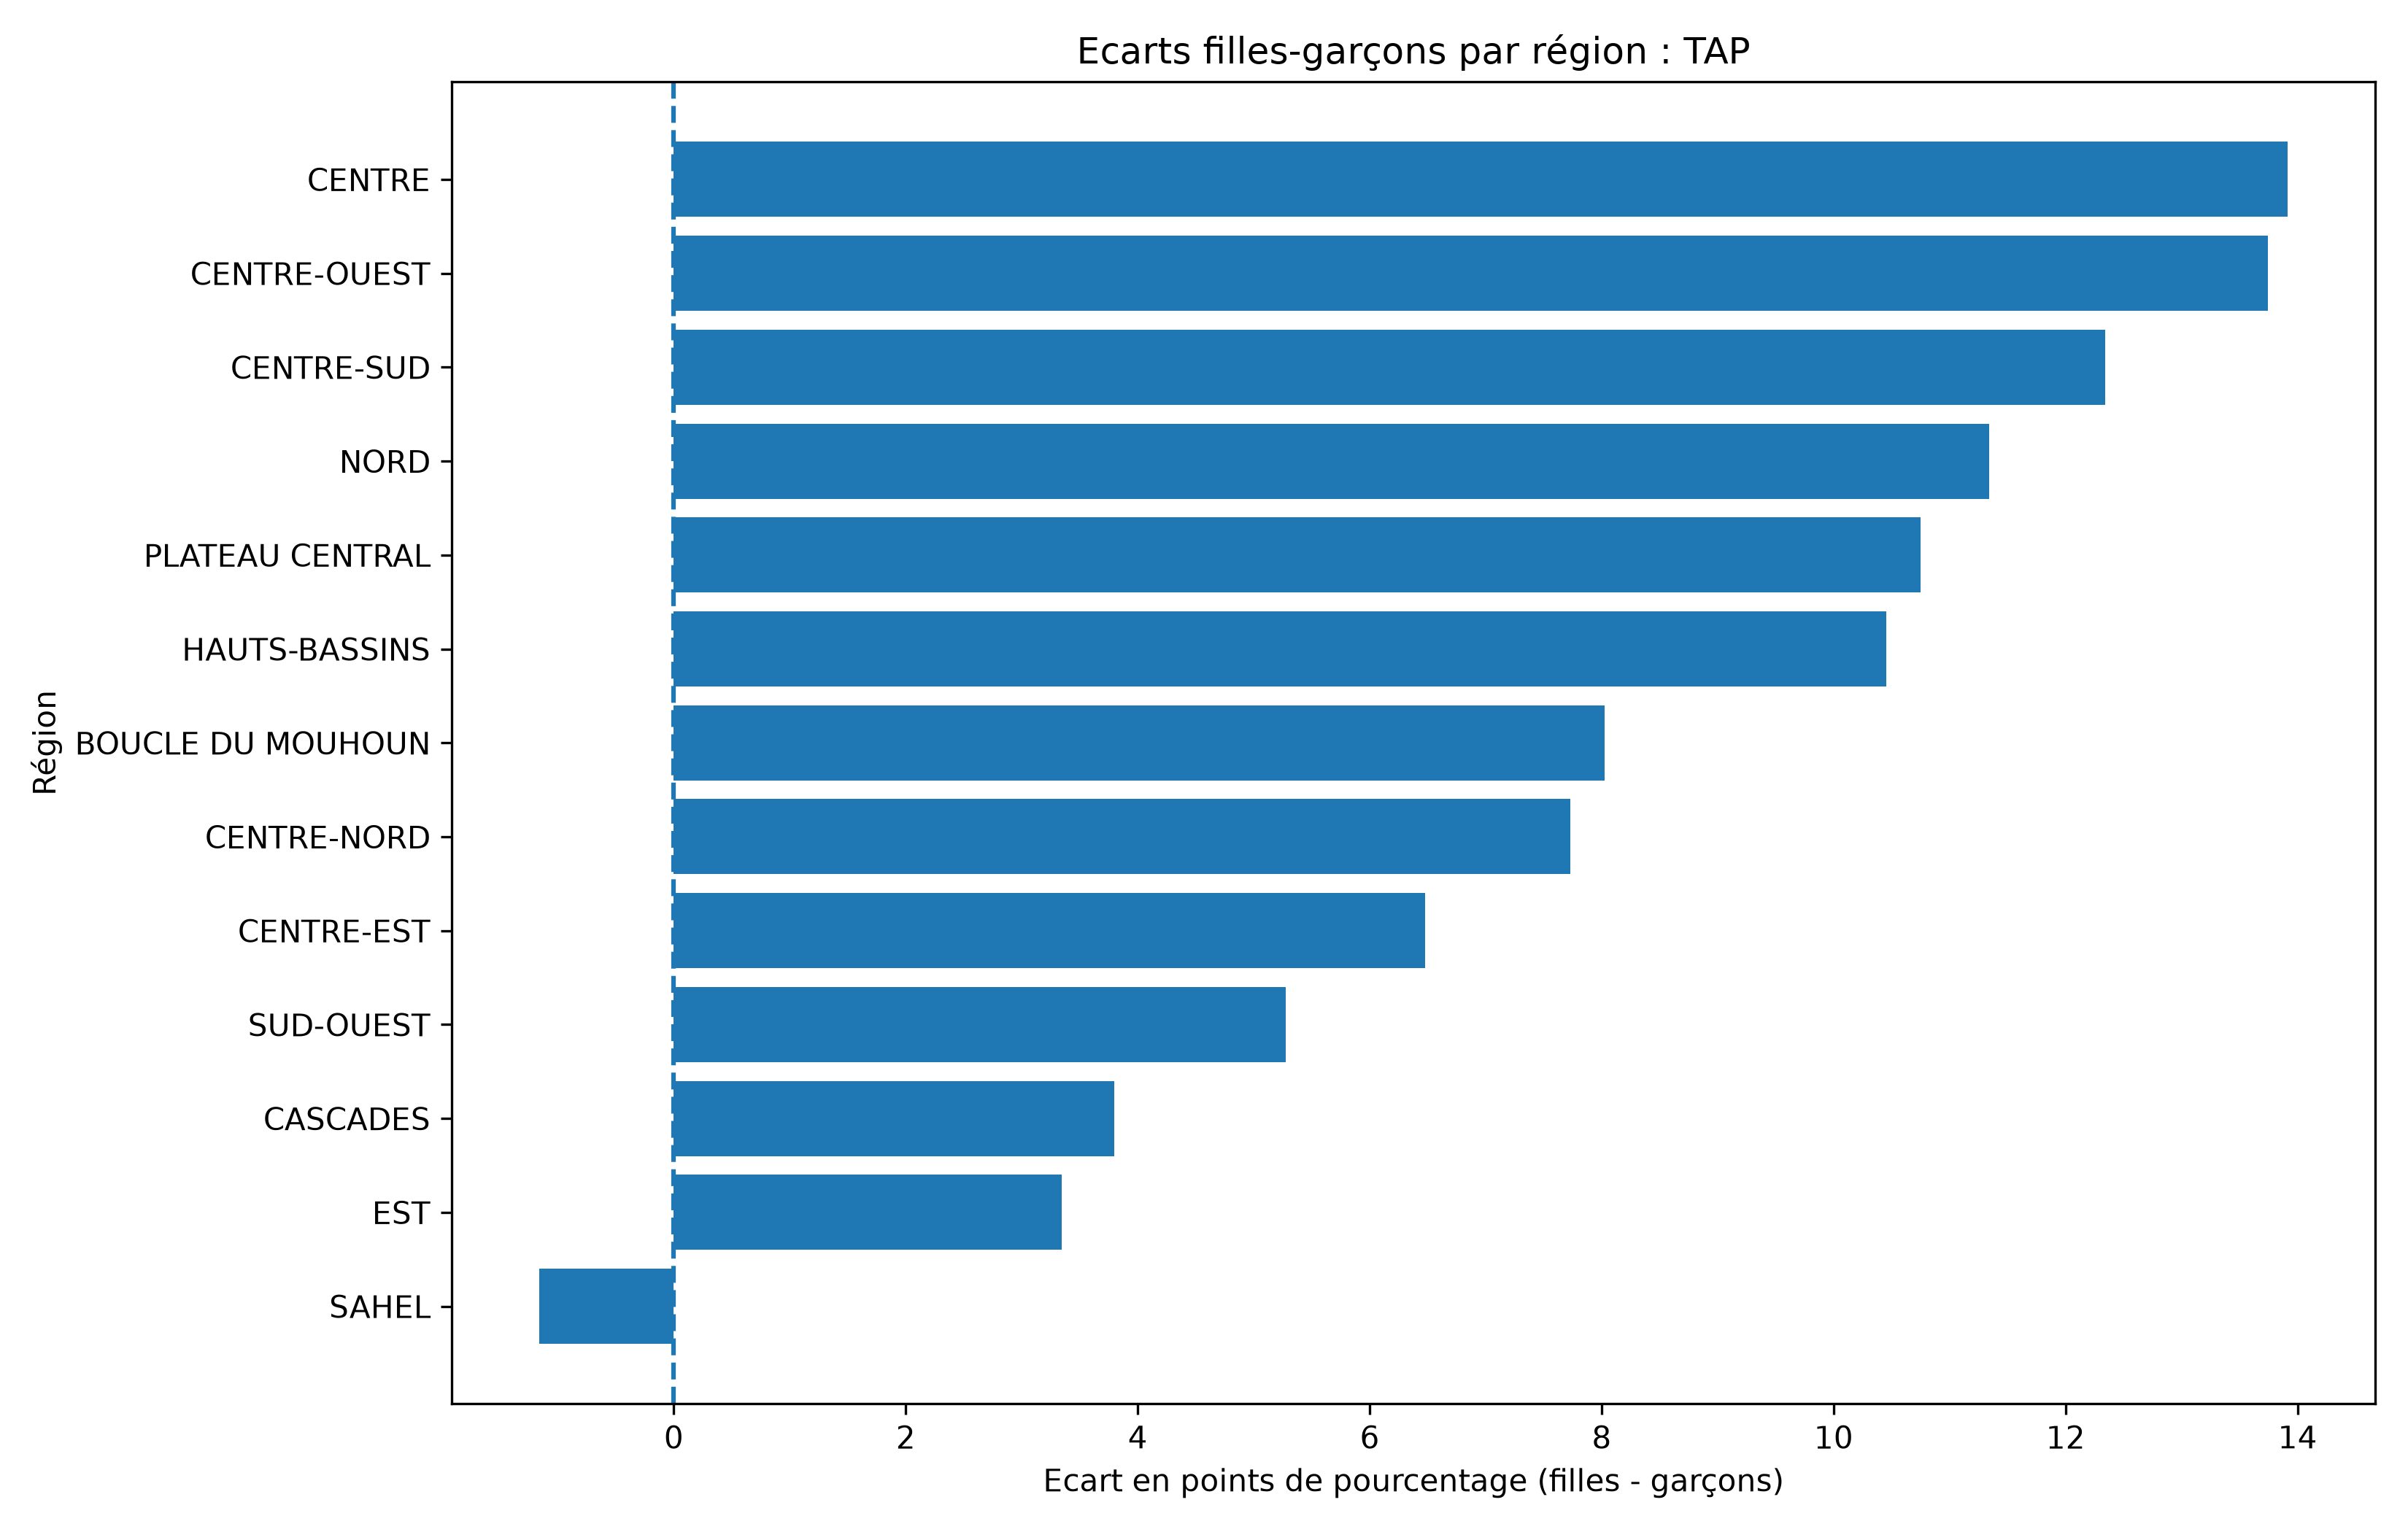 Ecarts filles-garçons par région : TAP
Région
CENTRE
CENTRE-OUEST
CENTRE-SUD
NORD
PLATEAU CENTRAL
HAUTS-BASSINS
BOUCLE DU MOUHOUN
CENTRE-NORD
CENTRE-EST
SUD-OUEST
CASCADES
EST
SAHEL
0 2 4 6 8 10 12 14
Ecart en points de pourcentage (filles - garçons)